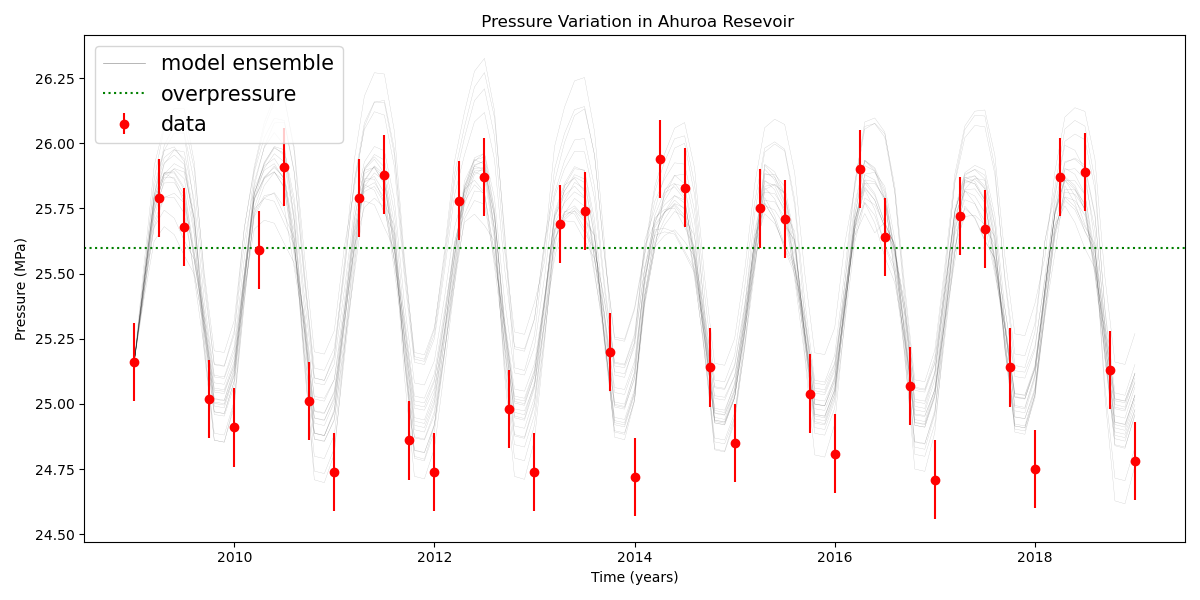 Pressure Variation in Ahuroa Resevoir
model ensemble
overpressure
data
Pressure (MPa)
26.25
26.00
25.75
25.50
25.25
25.00
24.75
24.50
2010
2012
2014
2016
2018
Time (years)